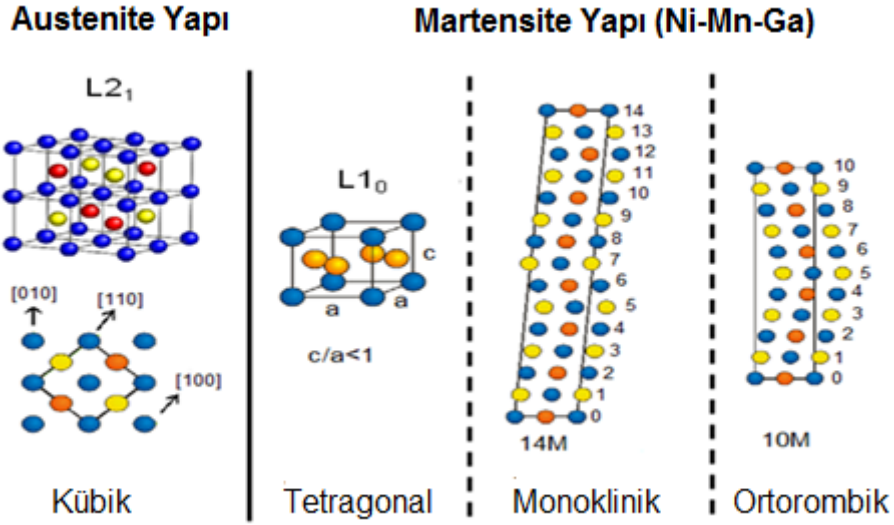 Austenite Yapı
Martensite Yapı (Ni-Mn-Ga)
L2₁
[010]
[110]
[100]
Kübik
L1₀
c
a
a
c/a<1
Tetragonal
14
13
12
11
10
9
8
7
6
5
4
3
2
1
0
14M
Monoklinik
10
9
8
7
6
5
4
3
2
1
0
10M
Ortorombik